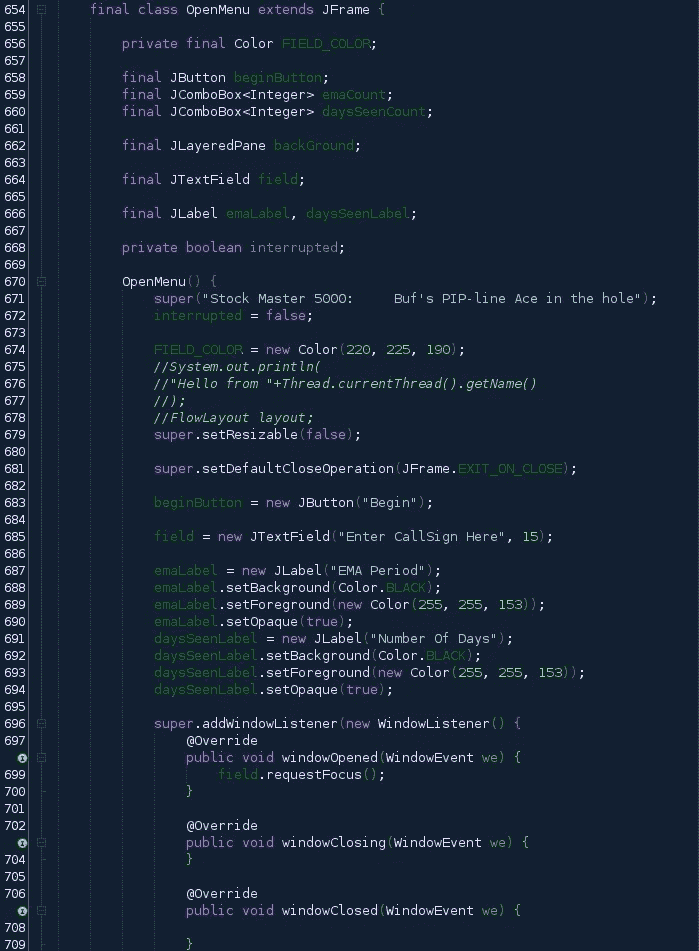 654 final class OpenMenu extends JFrame {
655
656 private final Color FIELD_COLOR;
657
658 final JButton beginButton;
659 final JComboBox<Integer> emaCount;
660 final JComboBox<Integer> daysSeenCount;
661
662 final JLayeredPane backGround;
663
664 final JTextField field;
665
666 final JLabel emaLabel, daysSeenLabel;
667
668 private boolean interrupted;
669
670 OpenMenu() {
671 super("Stock Master 5000:     Buf's PIP-line Ace in the hole");
672 interrupted = false;
673
674 FIELD_COLOR = new Color(220, 225, 190);
675 //System.out.println(
676 //"Hello from "+Thread.currentThread().getName()
677 //);
678 //FlowLayout layout;
679 super.setResizable(false);
680
681 super.setDefaultCloseOperation(JFrame.EXIT_ON_CLOSE);
682
683 beginButton = new JButton("Begin");
684
685 field = new JTextField("Enter CallSign Here", 15);
686
687 emaLabel = new JLabel("EMA Period");
688 emaLabel.setBackground(Color.BLACK);
689 emaLabel.setForeground(new Color(255, 255, 153));
690 emaLabel.setOpaque(true);
691 daysSeenLabel = new JLabel("Number Of Days");
692 daysSeenLabel.setBackground(Color.BLACK);
693 daysSeenLabel.setForeground(new Color(255, 255, 153));
694 daysSeenLabel.setOpaque(true);
695
696 super.addWindowListener(new WindowListener() {
697 @Override
public void windowOpened(WindowEvent we) {
699 field.requestFocus();
700 }
701
702 @Override
public void windowClosing(WindowEvent we) {
704 }
705
706 @Override
public void windowClosed(WindowEvent we) {
708
709 }